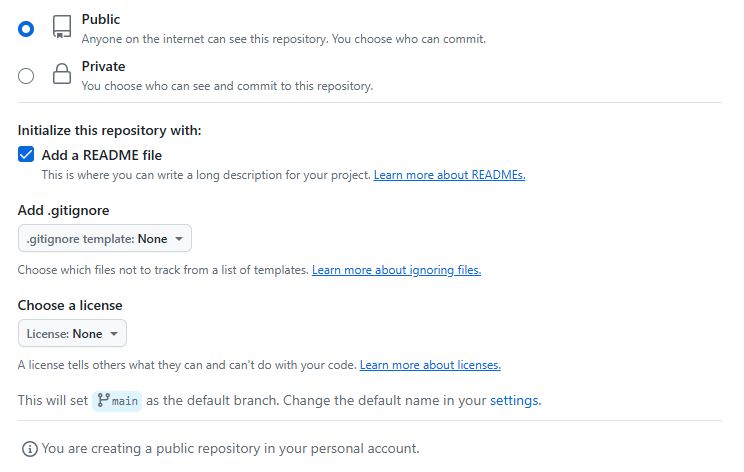 Public
Anyone on the internet can see this repository. You choose who can commit.
Private
You choose who can see and commit to this repository.
Initialize this repository with:
Add a README file
This is where you can write a long description for your project. Learn more about READMEs.
Add .gitignore
.gitignore template: None
Choose which files not to track from a list of templates. Learn more about ignoring files.
Choose a license
License: None
A license tells others what they can and can't do with your code. Learn more about licenses.
This will set main as the default branch. Change the default name in your settings.
You are creating a public repository in your personal account.